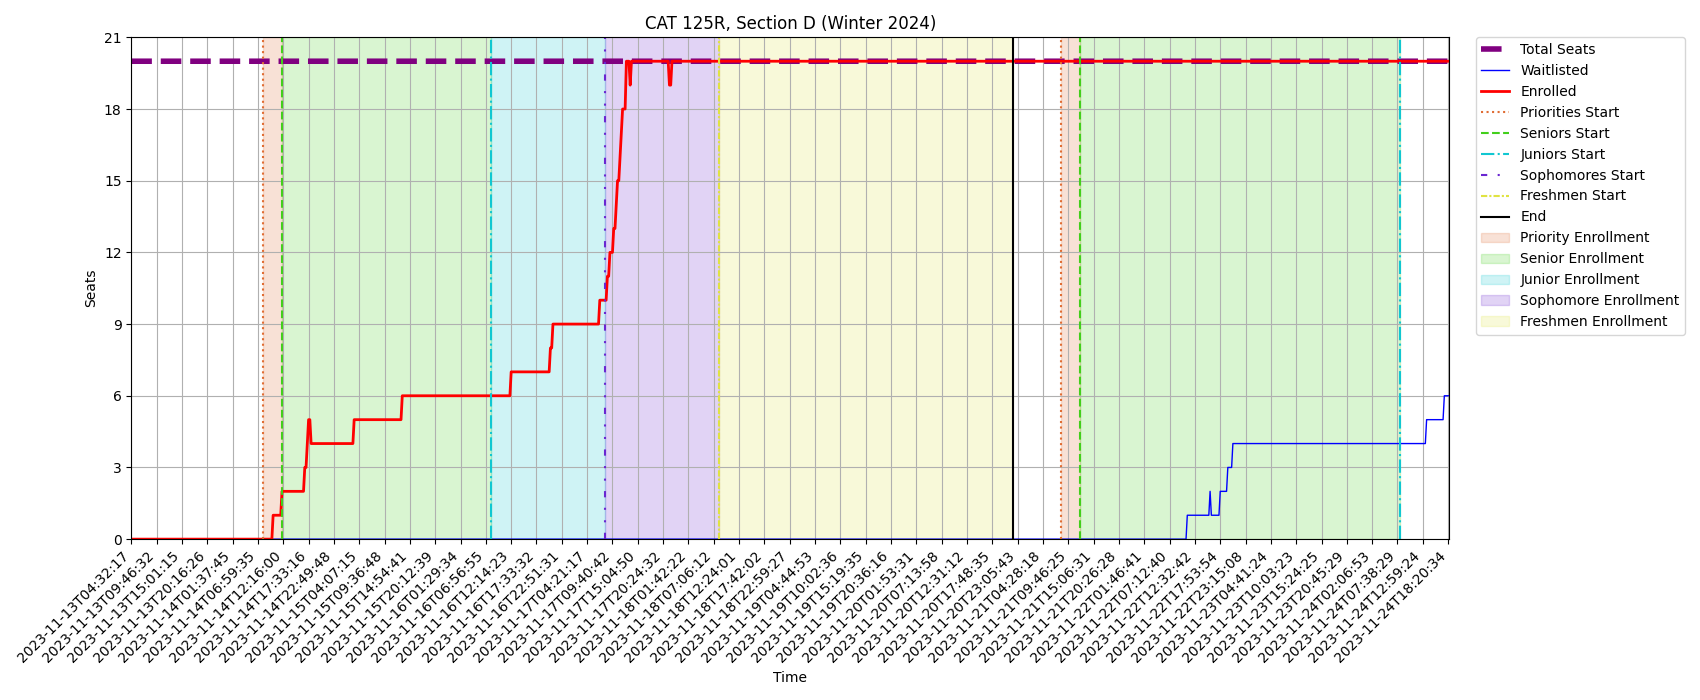 CAT 125R, Section D (Winter 2024)
21
18
15
12
9
6
3
0
Seats
2023-11-13T04:32:17
2023-11-13T09:46:32
2023-11-13T15:01:15
2023-11-13T20:16:26
2023-11-14T01:37:45
2023-11-14T06:59:35
2023-11-14T12:16:00
2023-11-14T17:33:16
2023-11-14T22:49:48
2023-11-15T04:07:15
2023-11-15T09:36:48
2023-11-15T14:54:41
2023-11-15T20:12:39
2023-11-16T01:29:34
2023-11-16T06:56:55
2023-11-16T12:14:23
2023-11-16T17:33:32
2023-11-16T22:51:31
2023-11-17T04:21:17
2023-11-17T09:40:42
2023-11-17T15:04:50
2023-11-17T20:24:32
2023-11-18T01:42:22
2023-11-18T07:06:12
2023-11-18T12:24:01
2023-11-18T17:42:02
2023-11-18T22:59:27
2023-11-19T04:44:53
2023-11-19T10:02:36
2023-11-19T15:19:35
2023-11-19T20:36:16
2023-11-20T01:53:31
2023-11-20T07:13:58
2023-11-20T12:31:12
2023-11-20T17:48:35
2023-11-20T23:05:43
2023-11-21T04:28:18
2023-11-21T09:46:25
2023-11-21T15:06:31
2023-11-21T20:26:28
2023-11-22T01:46:41
2023-11-22T07:12:40
2023-11-22T12:32:42
2023-11-22T17:53:54
2023-11-22T23:15:08
2023-11-23T04:41:24
2023-11-23T10:03:23
2023-11-23T15:24:25
2023-11-23T20:45:29
2023-11-24T02:06:53
2023-11-24T07:38:29
2023-11-24T12:59:24
2023-11-24T18:20:34
Time
Total Seats
Waitlisted
Enrolled
Priorities Start
Seniors Start
Juniors Start
Sophomores Start
Freshmen Start
End
Priority Enrollment
Senior Enrollment
Junior Enrollment
Sophomore Enrollment
Freshmen Enrollment